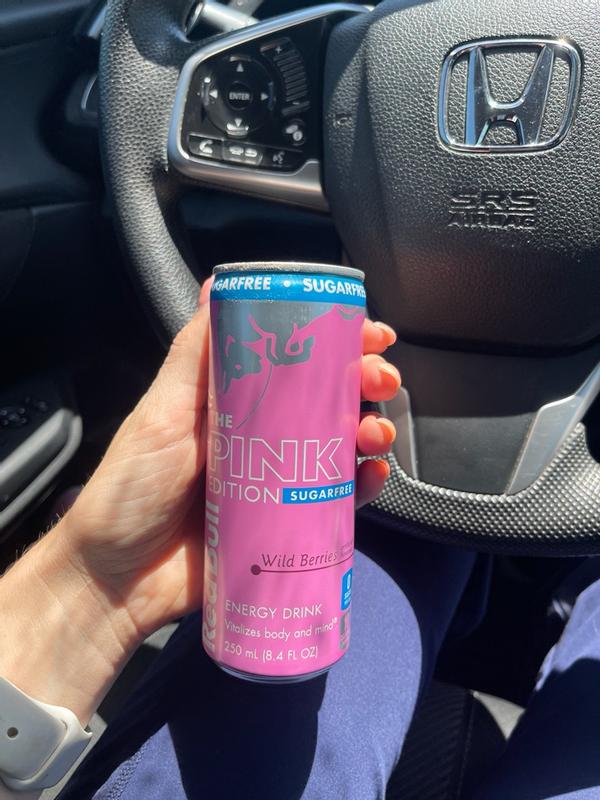 ENTER
SRS
AIRBAG
SUGARFREE • SUGARFREE
THE
PINK
EDITION SUGARFREE
Red Bull
Wild Berries
ENERGY DRINK
Vitalizes body and mind®
250 mL (8.4 FL OZ)
0